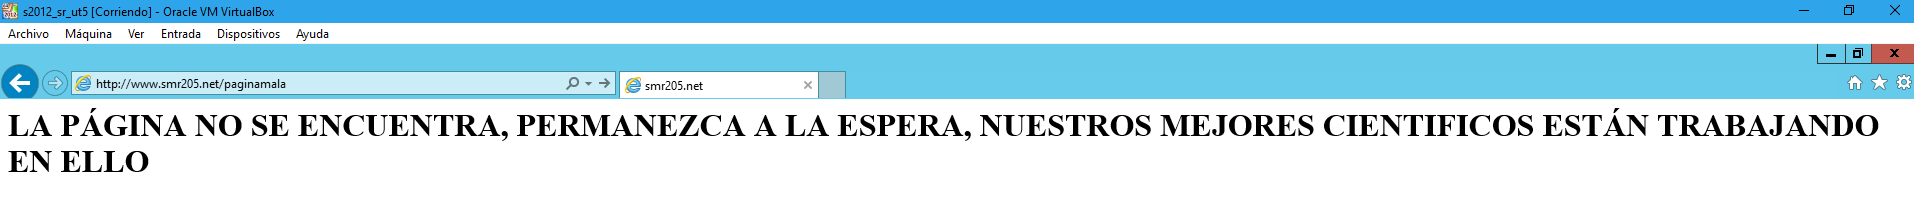 s2012_sr_ut5 [Corriendo] - Oracle VM VirtualBox
Archivo Máquina Ver Entrada Dispositivos Ayuda
http://www.smr205.net/paginamala
smr205.net
LA PÁGINA NO SE ENCUENTRA, PERMANEZCA A LA ESPERA, NUESTROS MEJORES CIENTIFICOS ESTÁN TRABAJANDO
EN ELLO